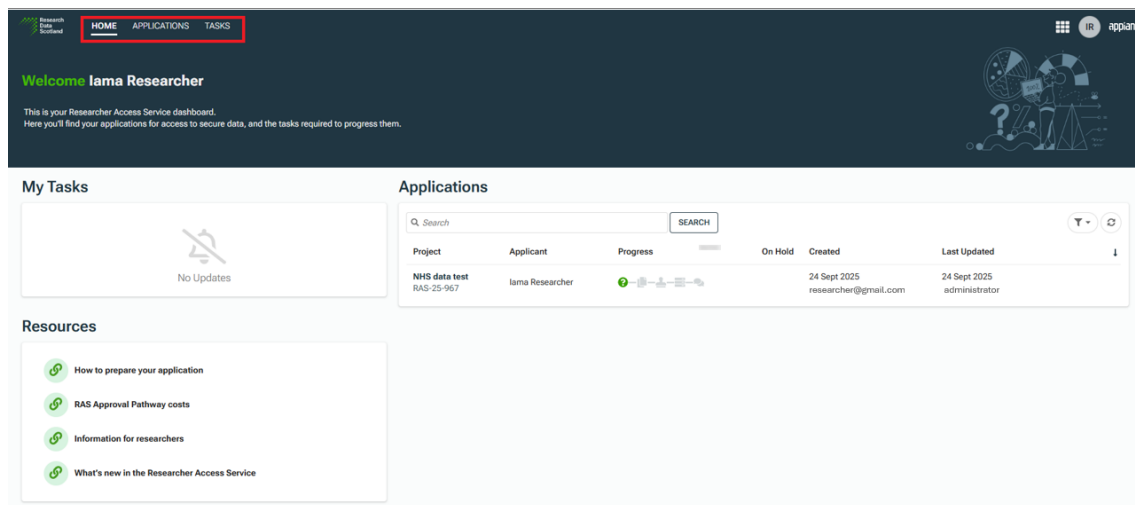 Research
Data
Scotland
HOME APPLICATIONS TASKS
IR appian
Welcome Iama Researcher
This is your Researcher Access Service dashboard.
Here you'll find your applications for access to secure data, and the tasks required to progress them.
My Tasks
No Updates
Applications
Search SEARCH
Project Applicant Progress On Hold Created Last Updated
NHS data test Iama Researcher 24 Sept 2025 24 Sept 2025
RAS-25-967 researcher@gmail.com administrator
Resources
How to prepare your application
RAS Approval Pathway costs
Information for researchers
What's new in the Researcher Access Service